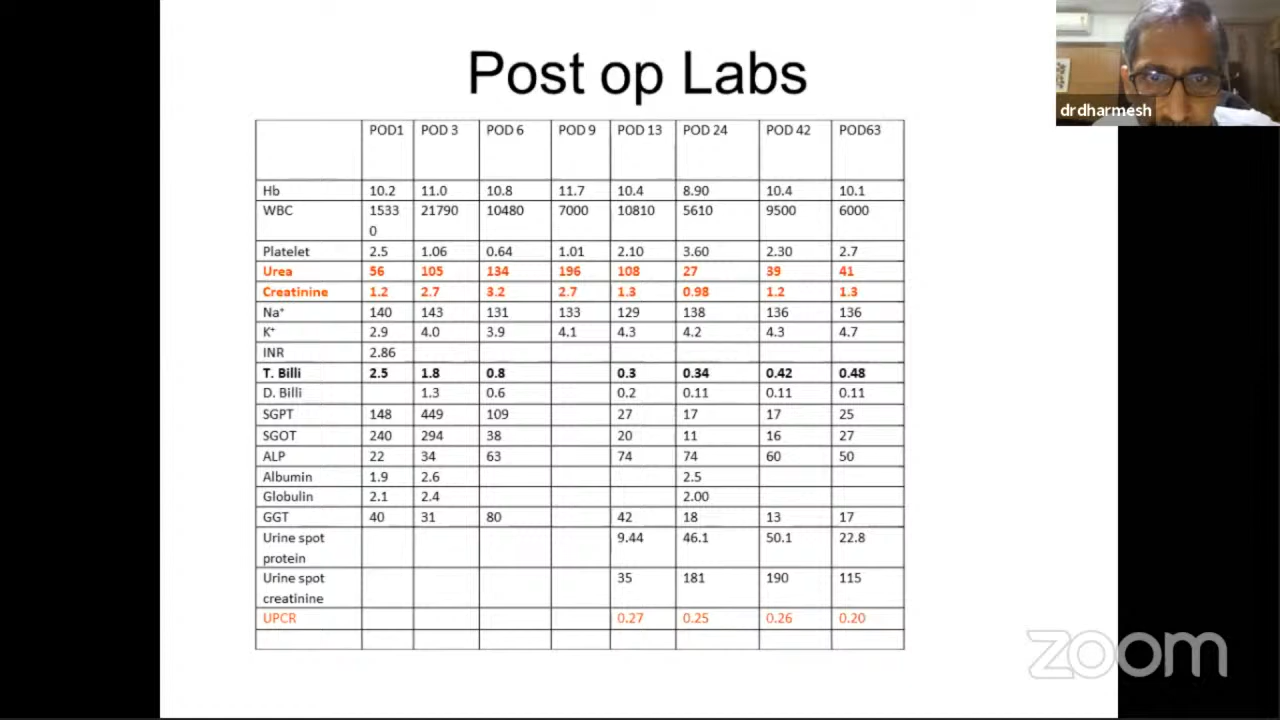 Post op Labs
drdharmesh
POD1 POD 3 POD 6 POD 9 POD 13 POD 24 POD 42 POD63
Hb 10.2 11.0 10.8 11.7 10.4 8.90 10.4 10.1
WBC 1533 21790 10480 7000 10810 5610 9500 6000
0
Platelet 2.5 1.06 0.64 1.01 2.10 3.60 2.30 2.7
Urea 56 105 134 196 108 27 39 41
Creatinine 1.2 2.7 3.2 2.7 1.3 0.98 1.2 1.3
Na⁺ 140 143 131 133 129 138 136 136
K⁺ 2.9 4.0 3.9 4.1 4.3 4.2 4.3 4.7
INR 2.86
T. Billi 2.5 1.8 0.8 0.3 0.34 0.42 0.48
D. Billi 1.3 0.6 0.2 0.11 0.11 0.11
SGPT 148 449 109 27 17 17 25
SGOT 240 294 38 20 11 16 27
ALP 22 34 63 74 74 60 50
Albumin 1.9 2.6 2.5
Globulin 2.1 2.4 2.00
GGT 40 31 80 42 18 13 17
Urine spot 9.44 46.1 50.1 22.8
protein
Urine spot 35 181 190 115
creatinine
UPCR 0.27 0.25 0.26 0.20
zoom